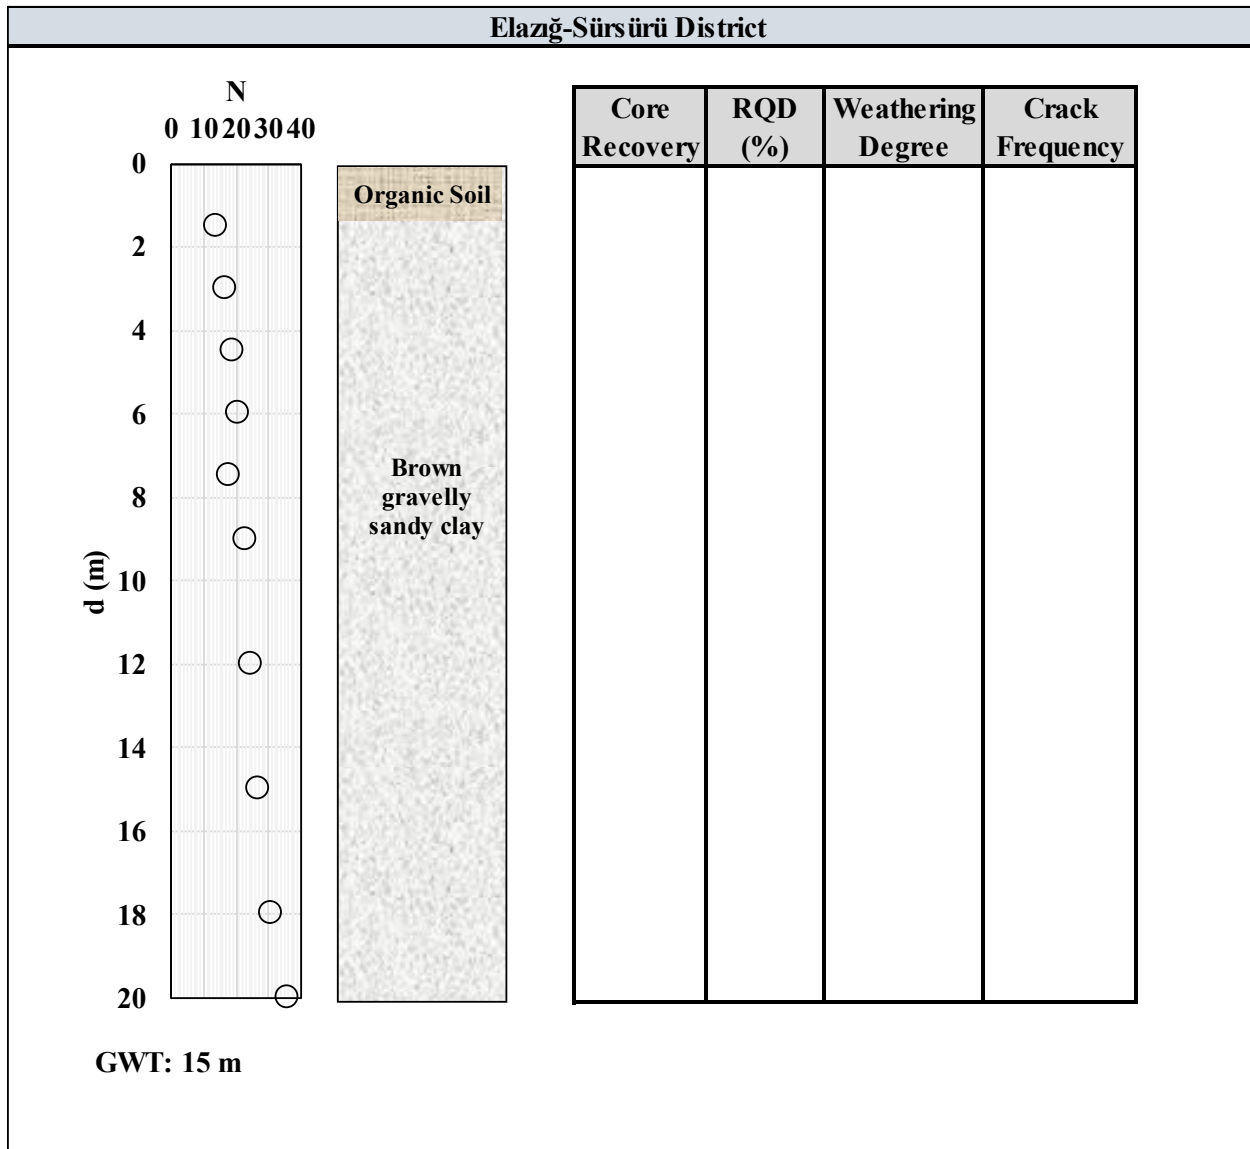 Elazığ-Sürsürü District
N
0 10 20 30 40
0
2
4
6
8
10
12
14
16
18
20
d (m)
Organic Soil
Brown
gravelly
sandy clay
Core
Recovery
RQD
(%)
Weathering
Degree
Crack
Frequency
GWT: 15 m